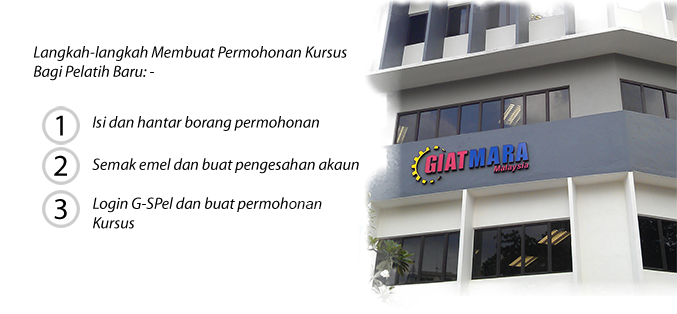 Langkah-langkah Membuat Permohonan Kursus
Bagi Pelatih Baru: -
1 Isi dan hantar borang permohonan
2 Semak emel dan buat pengesahan akaun
3 Login G-SPel dan buat permohonan
Kursus
GIATMARA
Malaysia